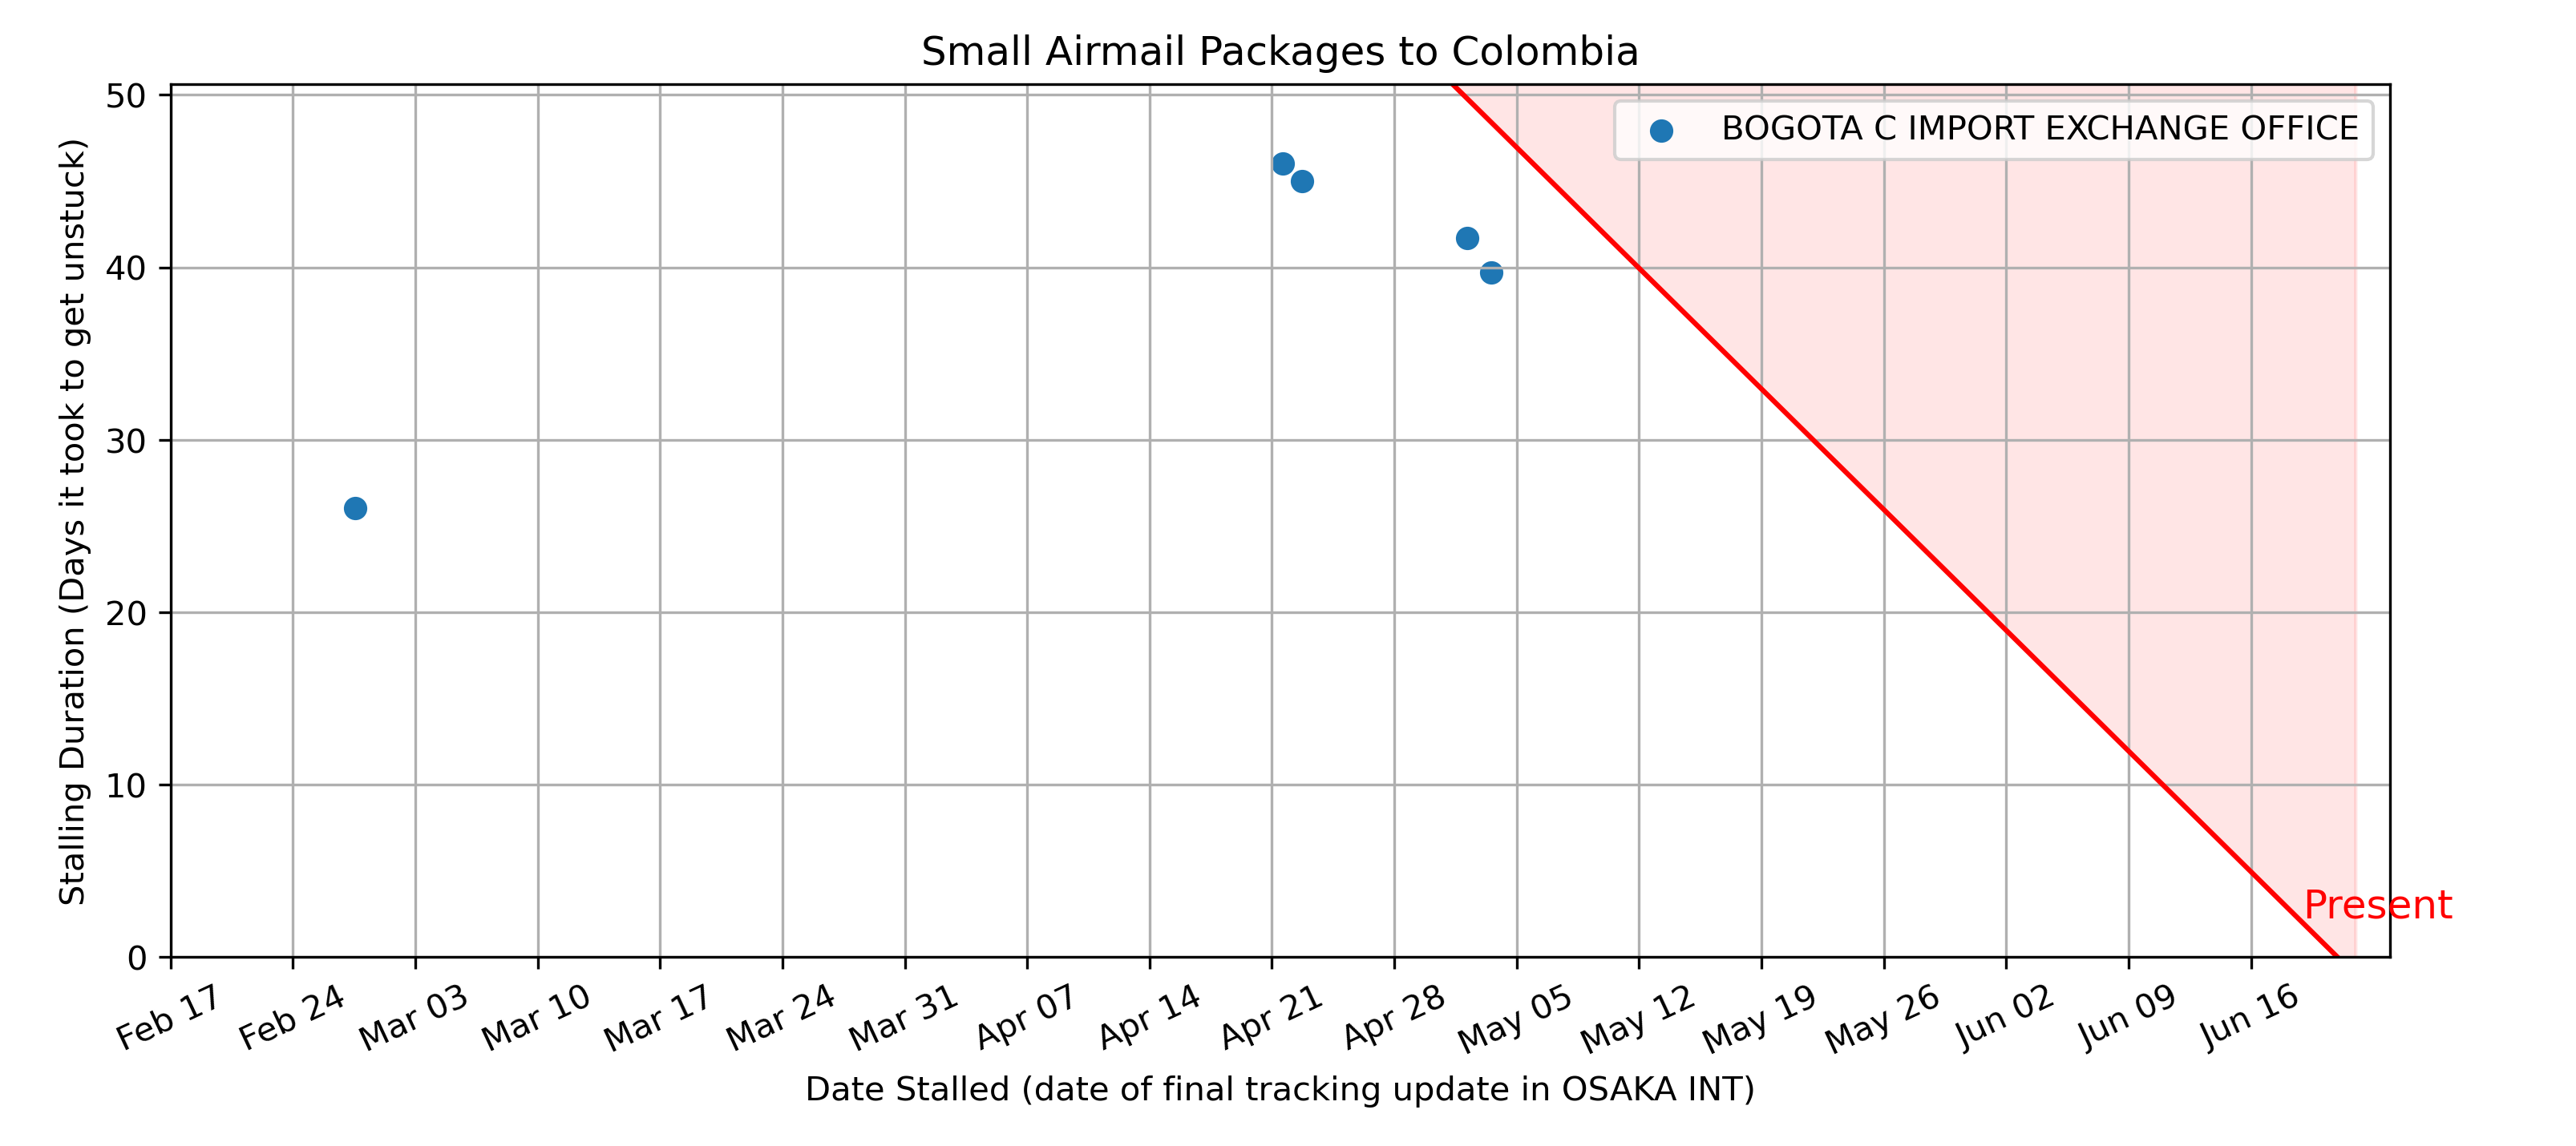 Small Airmail Packages to Colombia
BOGOTA C IMPORT EXCHANGE OFFICE
Stalling Duration (Days it took to get unstuck)
50
40
30
20
10
0
Present
Feb 17
Feb 24
Mar 03
Mar 10
Mar 17
Mar 24
Mar 31
Apr 07
Apr 14
Apr 21
Apr 28
May 05
May 12
May 19
May 26
Jun 02
Jun 09
Jun 16
Date Stalled (date of final tracking update in OSAKA INT)